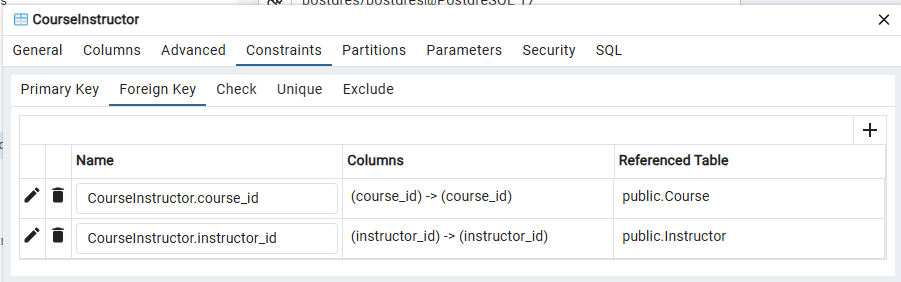 postgres/postgres@PostgreSQL 17
CourseInstructor
General Columns Advanced Constraints Partitions Parameters Security SQL
Primary Key Foreign Key Check Unique Exclude
Name Columns Referenced Table
CourseInstructor.course_id (course_id) -> (course_id) public.Course
CourseInstructor.instructor_id (instructor_id) -> (instructor_id) public.Instructor